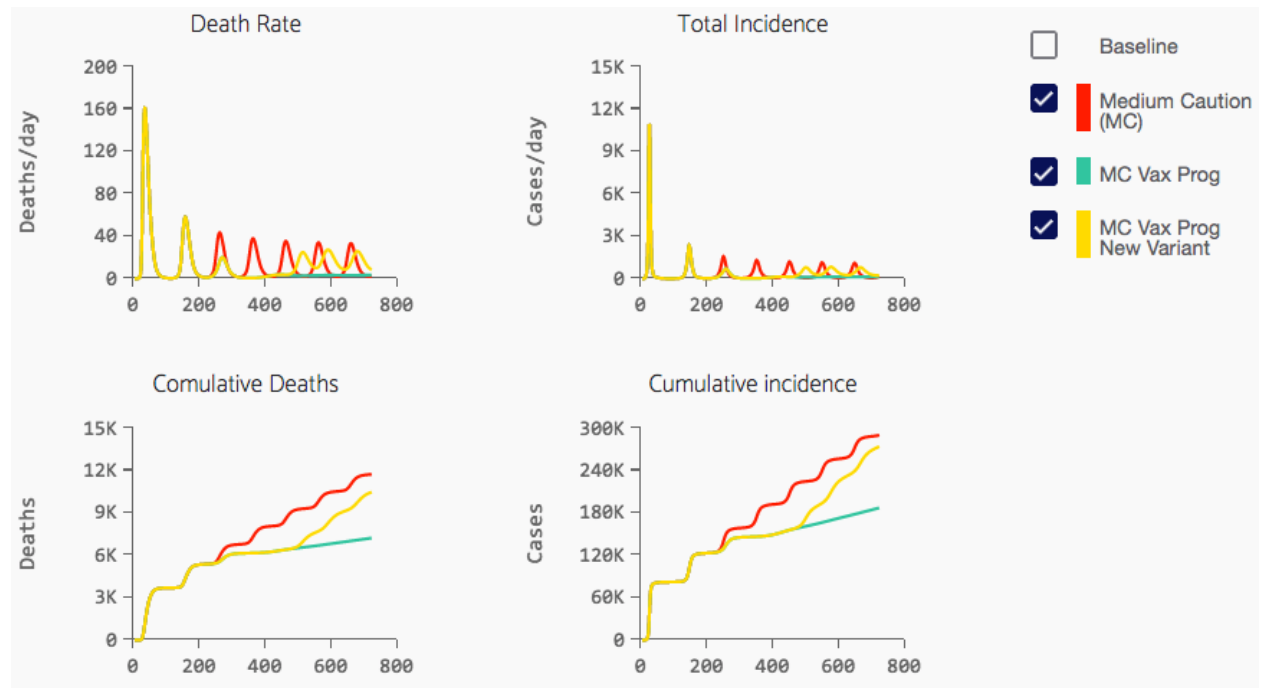 Death Rate
200
160
120
80
40
0
Deaths/day
0 200 400 600 800
Total Incidence
15K
12K
9K
6K
3K
0
Cases/day
0 200 400 600 800
Baseline
Medium Caution
(MC)
MC Vax Prog
MC Vax Prog
New Variant
Comulative Deaths
15K
12K
9K
6K
3K
0
Deaths
0 200 400 600 800
Cumulative incidence
300K
240K
180K
120K
60K
0
Cases
0 200 400 600 800